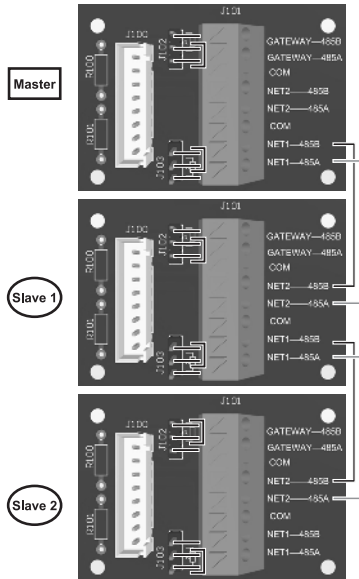 J101
J100
J102
GATEWAY—485B
GATEWAY—485A
COM
R100
Master
NET2—485B
NET2—485A
COM
R101
NET1—485B
NET1—485A
J103
J101
J100
J102
GATEWAY—485B
GATEWAY—485A
COM
R100
Slave 1
NET2—485B
NET2—485A
COM
R101
NET1—485B
NET1—485A
J103
J101
J100
J102
GATEWAY—485B
GATEWAY—485A
COM
R100
Slave 2
NET2—485B
NET2—485A
COM
R101
NET1—485B
NET1—485A
J103